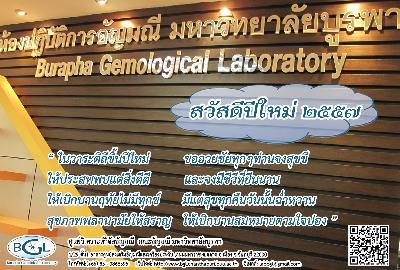 ห้องปฏิบัติการอัญมณี มหาวิทยาลัยบูรพา
Burapha Gemological Laboratory
สวัสดีปีใหม่ ๒๕๕๗
" ในวาระดิถีขึ้นปีใหม่ ขออวยชัยทุกๆท่านจงสุขี
ให้ประสพพบแต่สิ่งดีดี และจงมีชีวีที่ยืนนาน
ให้เบิกบานฤทัยไม่มีทุกข์ มีแต่สุขทุกคืนวันนั้นฉ่ำหวาน
สุขภาพพลานามัยให้สราญ ให้เบิกบานสมหมายตามใจปอง "
BGL